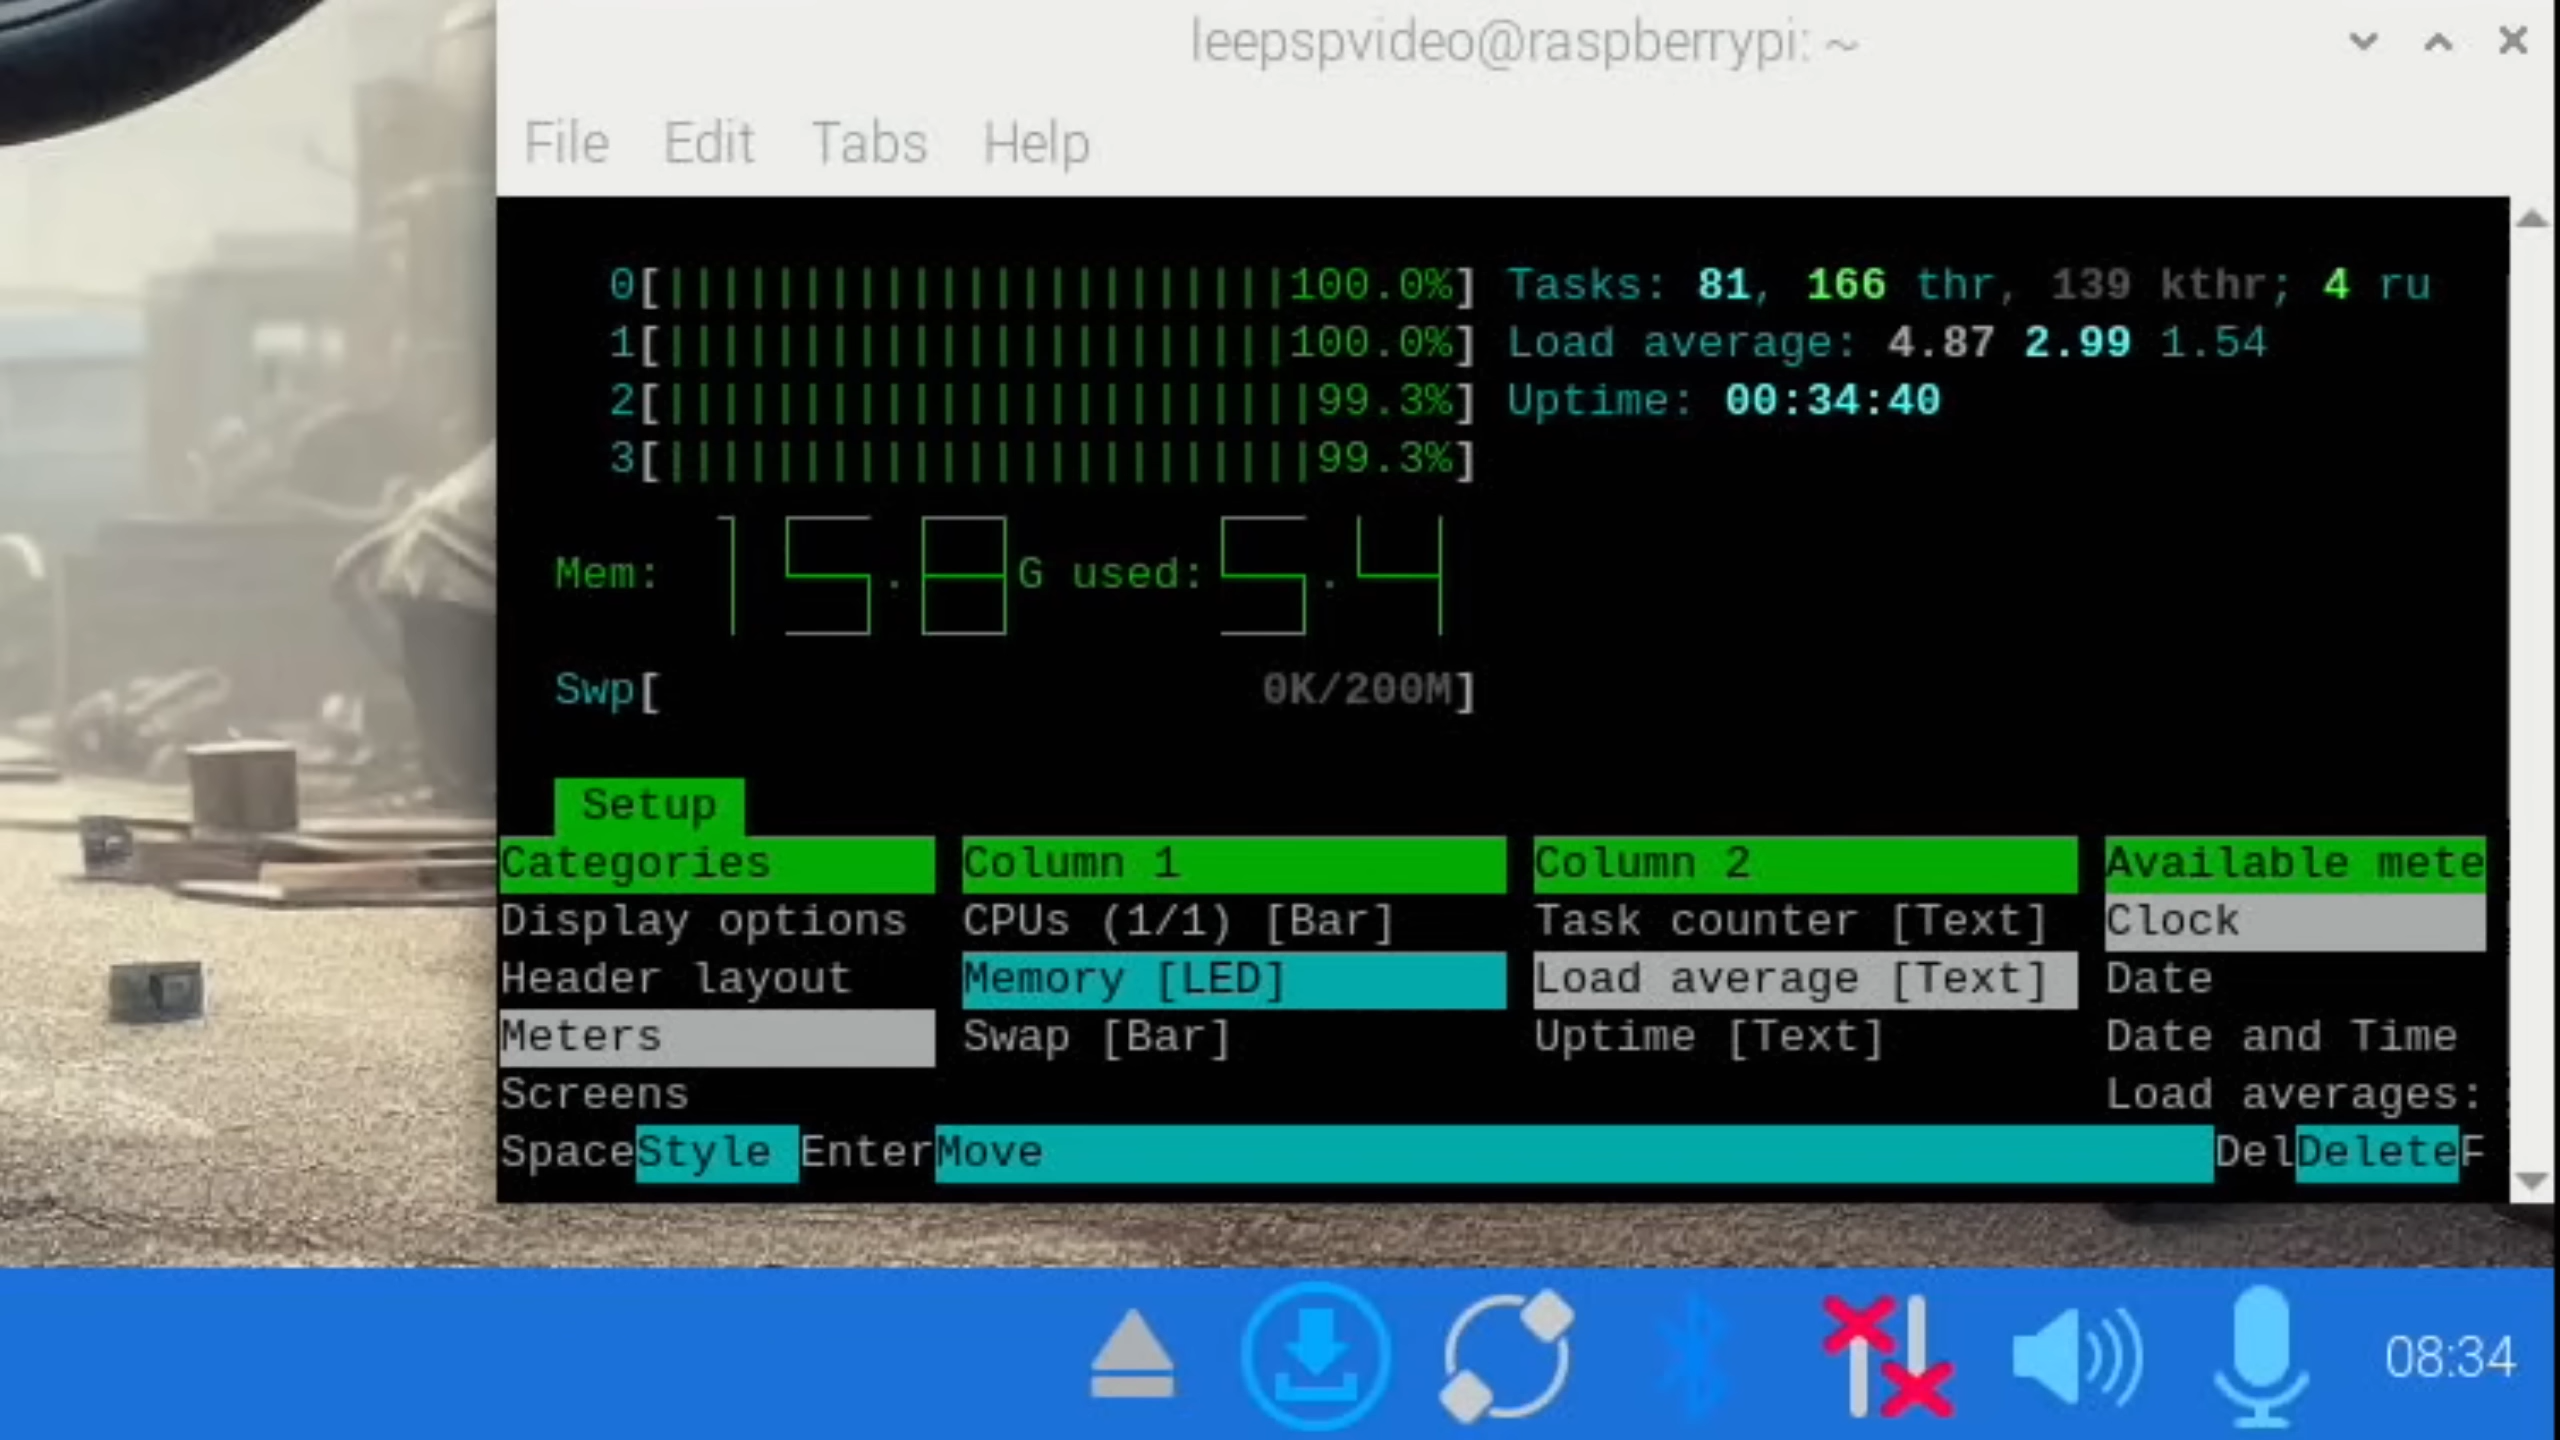 leepspvideo@raspberrypi: ~
File Edit Tabs Help
0[||||||||||||||||||||||||100.0%] Tasks: 81, 166 thr, 139 kthr; 4 ru
1[||||||||||||||||||||||||100.0%] Load average: 4.87 2.99 1.54
2[|||||||||||||||||||||||||99.3%] Uptime: 00:34:40
3[|||||||||||||||||||||||||99.3%]
Mem: 15.8G used:5.4
Swp[ 0K/200M]
Setup
Categories Column 1 Column 2 Available mete
Display options CPUs (1/1) [Bar] Task counter [Text] Clock
Header layout Memory [LED] Load average [Text] Date
Meters Swap [Bar] Uptime [Text] Date and Time
Screens Load averages:
SpaceStyle EnterMove DelDeleteF
08:34